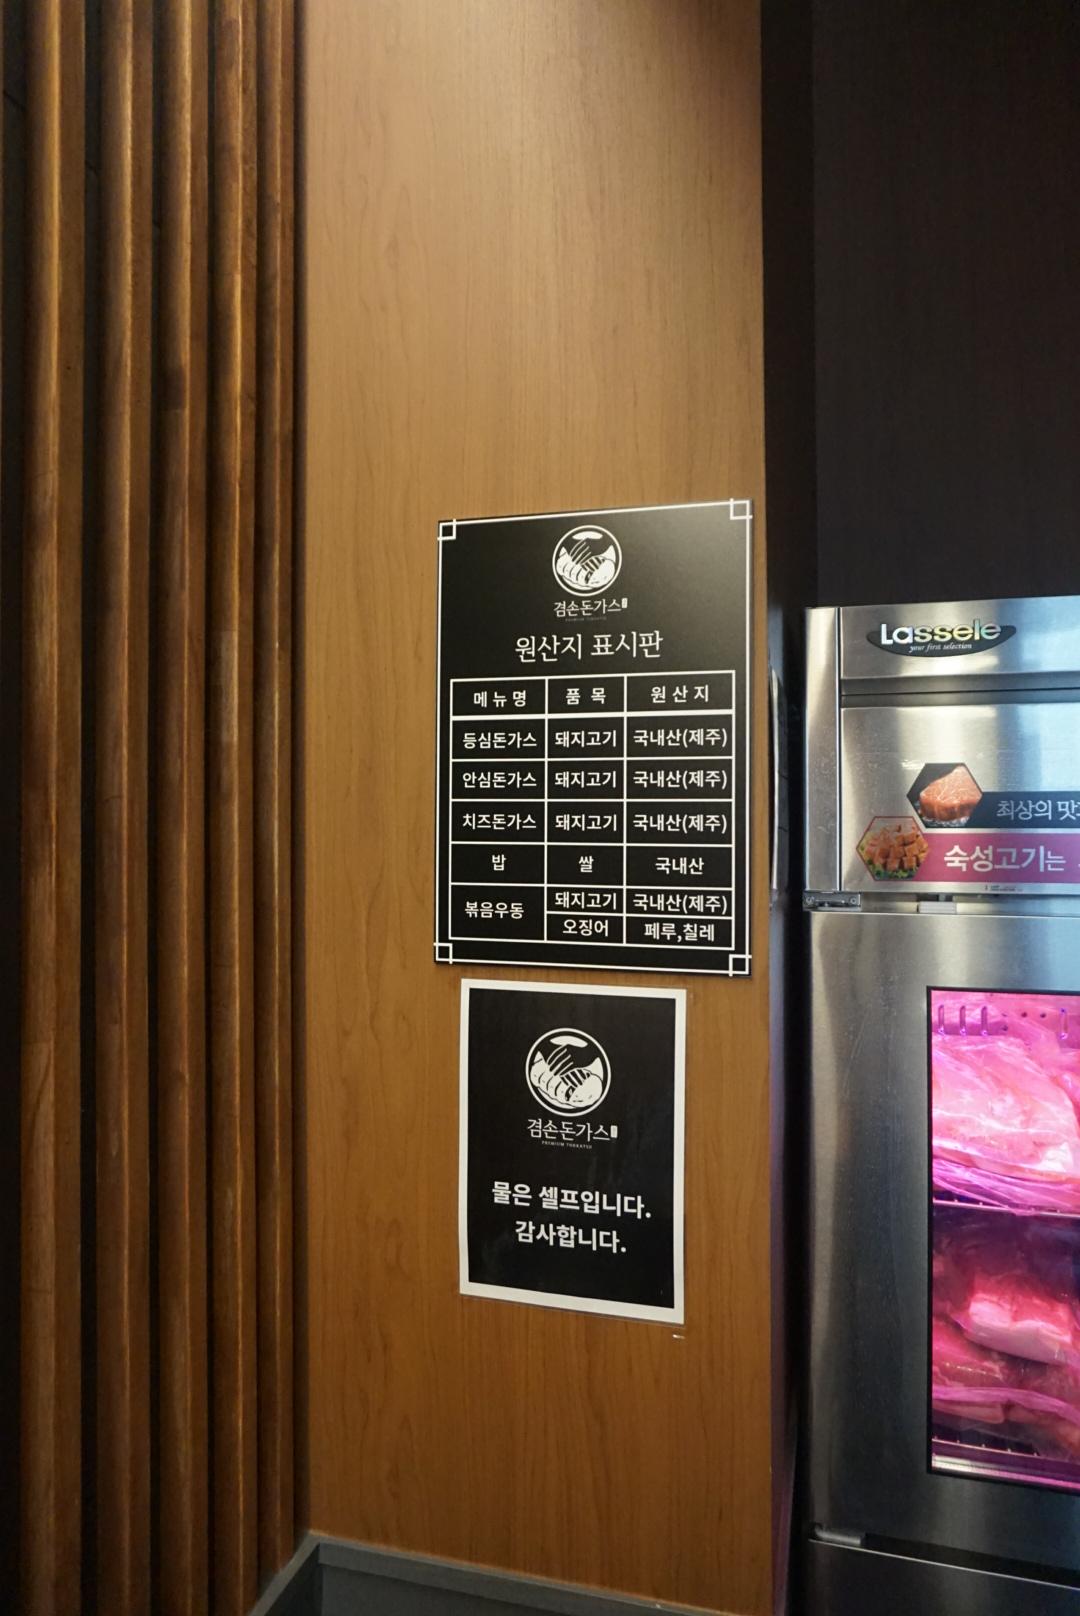 겸손돈가스
원산지 표시판
메뉴명 품목 원산지
등심돈가스 돼지고기 국내산(제주)
안심돈가스 돼지고기 국내산(제주)
치즈돈가스 돼지고기 국내산(제주)
밥 쌀 국내산
볶음우동 돼지고기 국내산(제주)
오징어 페루,칠레
겸손돈가스
PREMIUM TONKATSU
물은 셀프입니다.
감사합니다.
Lassele
your first selection
최상의 맛
숙성고기는